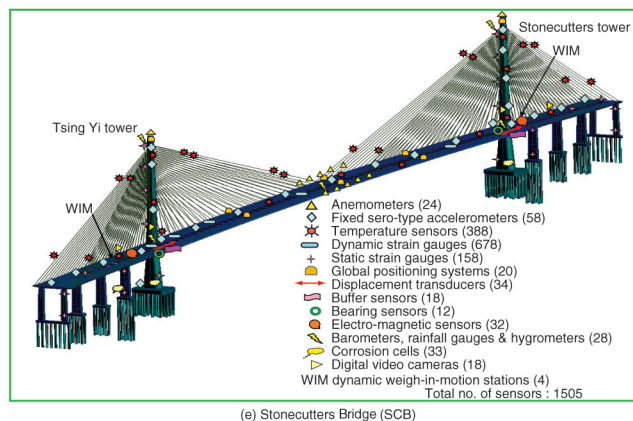 Stonecutters tower
WIM
Tsing Yi tower
WIM
Anemometers (24)
Fixed sero-type accelerometers (58)
Temperature sensors (388)
Dynamic strain gauges (678)
Static strain gauges (158)
Global positioning systems (20)
Displacement transducers (34)
Buffer sensors (18)
Bearing sensors (12)
Electro-magnetic sensors (32)
Barometers, rainfall gauges & hygrometers (28)
Corrosion cells (33)
Digital video cameras (18)
WIM dynamic weigh-in-motion stations (4)
Total no. of sensors : 1505
(e) Stonecutters Bridge (SCB)